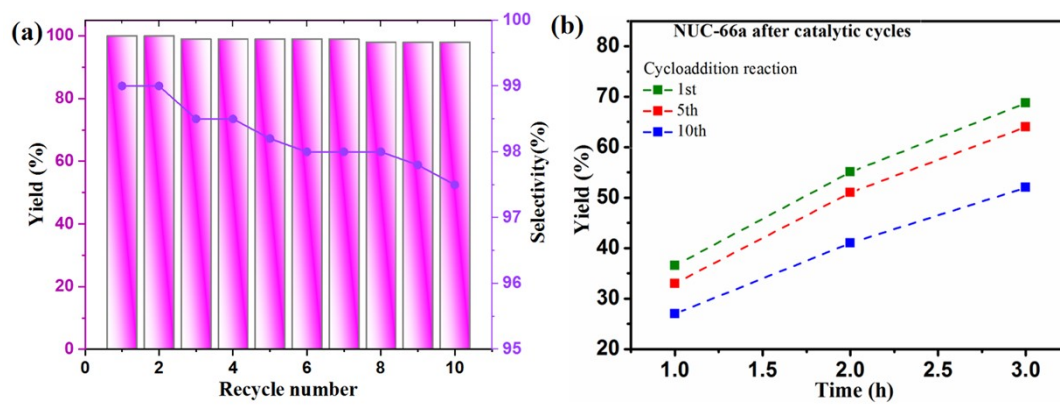 (a)
100
80
60
40
20
0
Yield (%)
100
99
98
97
96
95
Selectivity(%)
0 2 4 6 8 10
Recycle number
(b)
NUC-66a after catalytic cycles
Cycloaddition reaction
1st
5th
10th
80
70
60
50
40
30
20
Yield (%)
1.0 1.5 2.0 2.5 3.0
Time (h)